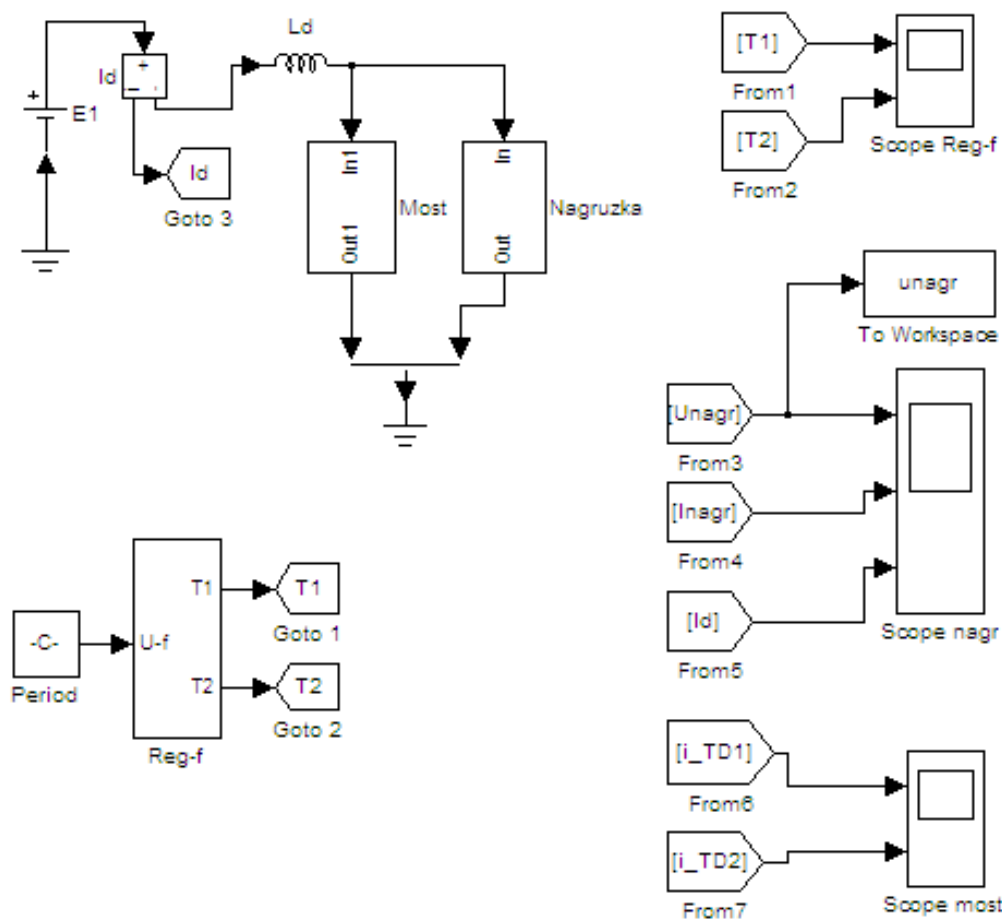 Ld
[T1]
From1
[T2]
From2
Scope Reg-f
+
Id
+
−
E1
Id
Goto 3
In1
out1
Most
In
out
Nagruzka
unagr
To Workspace
[Unagr]
From3
[Inagr]
From4
[Id]
From5
Scope nagr
-C-
Period
U-f
T1
T2
Reg-f
T1
Goto 1
T2
Goto 2
[i_TD1]
From6
[i_TD2]
From7
Scope most